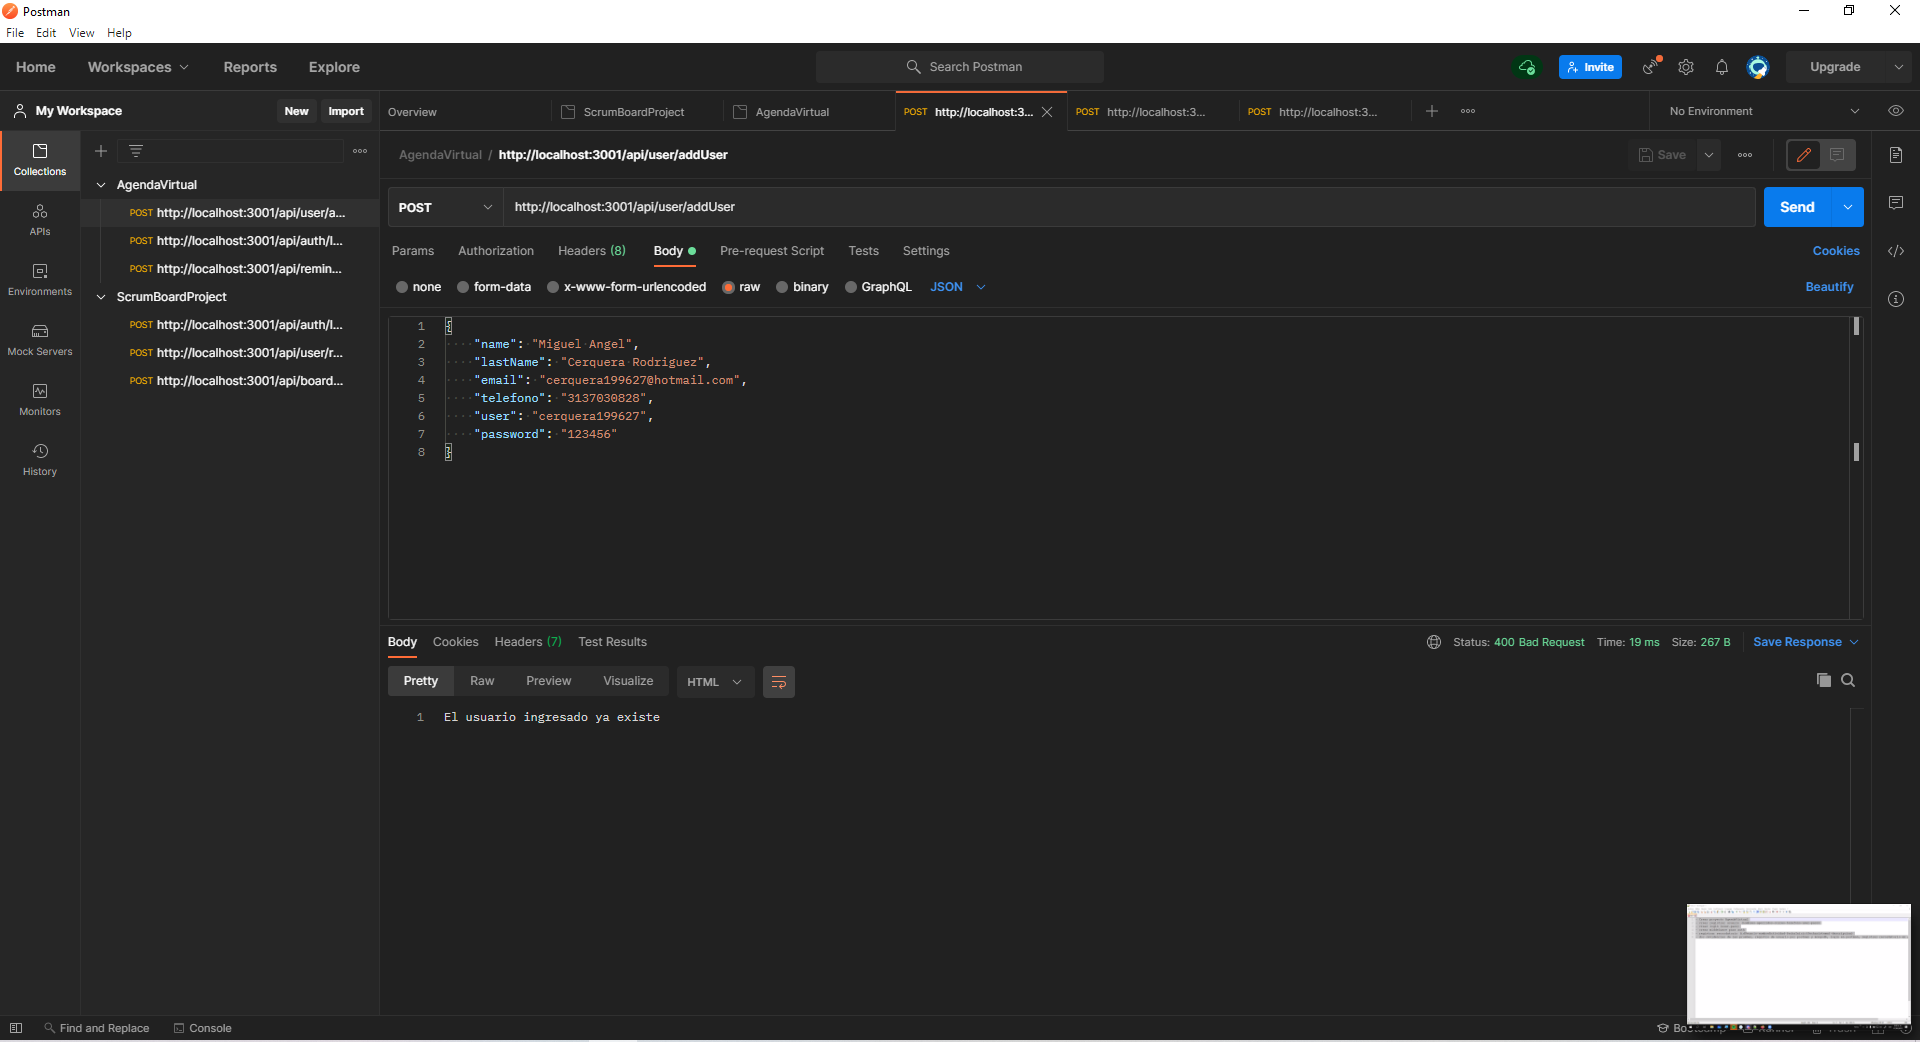 Postman
File Edit View Help
Home Workspaces Reports Explore Search Postman Invite Upgrade
My Workspace New Import
Overview ScrumBoardProject AgendaVirtual POST http://localhost:3... POST http://localhost:3... POST http://localhost:3... No Environment
Collections
APIs
Environments
Mock Servers
Monitors
History
AgendaVirtual
POST http://localhost:3001/api/user/a...
POST http://localhost:3001/api/auth/l...
POST http://localhost:3001/api/remin...
ScrumBoardProject
POST http://localhost:3001/api/auth/l...
POST http://localhost:3001/api/user/r...
POST http://localhost:3001/api/board...
AgendaVirtual / http://localhost:3001/api/user/addUser Save
POST http://localhost:3001/api/user/addUser Send
Params Authorization Headers (8) Body Pre-request Script Tests Settings Cookies
none form-data x-www-form-urlencoded raw binary GraphQL JSON Beautify
1 {
2 "name": "Miguel Angel",
3 "lastName": "Cerquera Rodriguez",
4 "email": "cerquera199627@hotmail.com",
5 "telefono": "3137030828",
6 "user": "cerquera199627",
7 "password": "123456"
8 }
Body Cookies Headers (7) Test Results Status: 400 Bad Request Time: 19 ms Size: 267 B Save Response
Pretty Raw Preview Visualize HTML
1 El usuario ingresado ya existe
Find and Replace Console